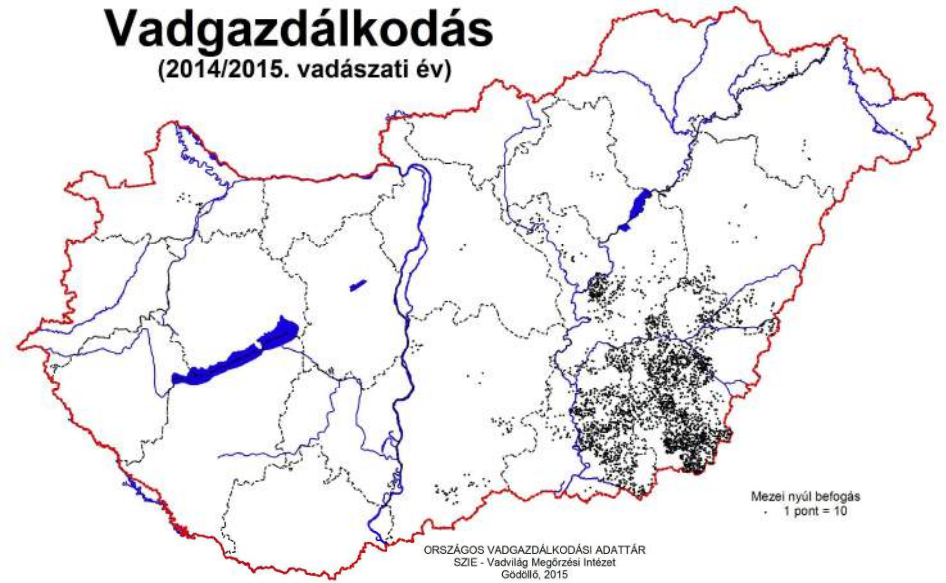 Vadgazdálkodás
(2014/2015. vadászati év)
Mezei nyúl befogás
1 pont = 10
ORSZÁGOS VADGAZDÁLKODÁSI ADATTÁR
SZIE - Vadvilág Megőrzési Intézet
Gödöllő, 2015